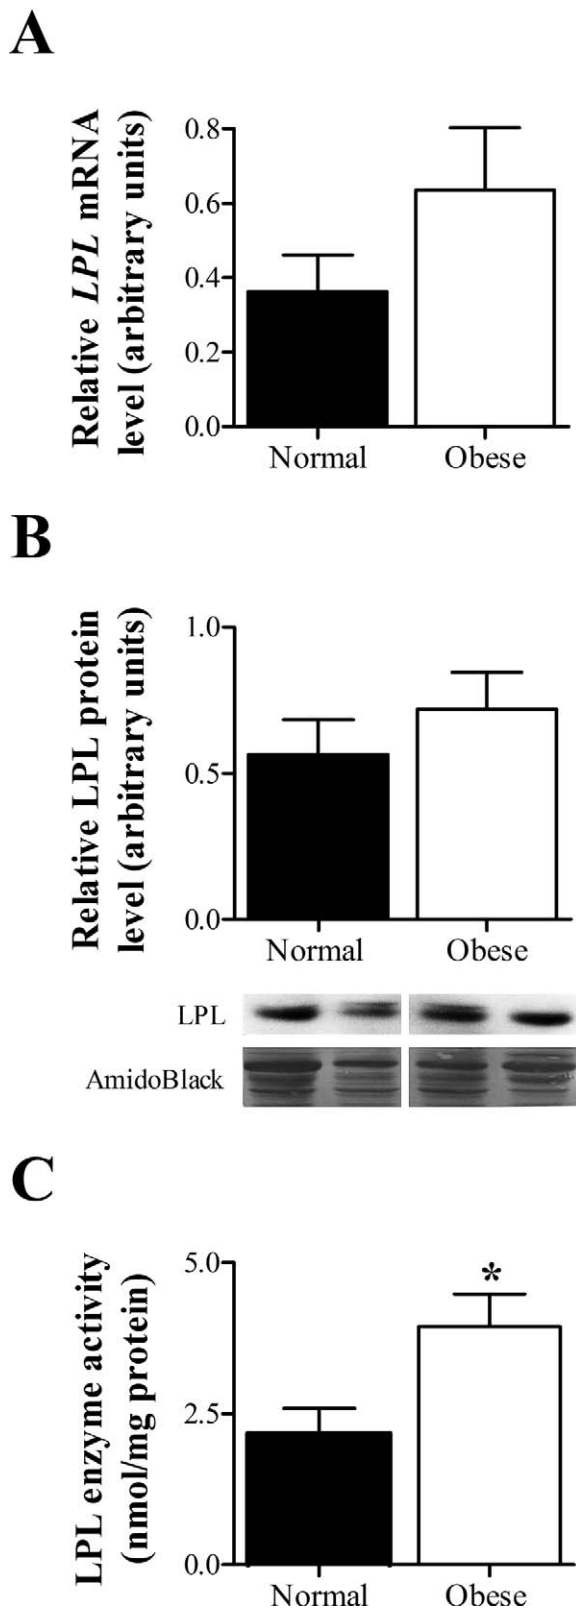 A
Relative LPL mRNA
level (arbitrary units)
0.8
0.6
0.4
0.2
0.0
Normal Obese
B
Relative LPL protein
level (arbitrary units)
1.0
0.5
0.0
Normal Obese
LPL
AmidoBlack
C
LPL enzyme activity
(nmol/mg protein)
5.0
*
2.5
0.0
Normal Obese